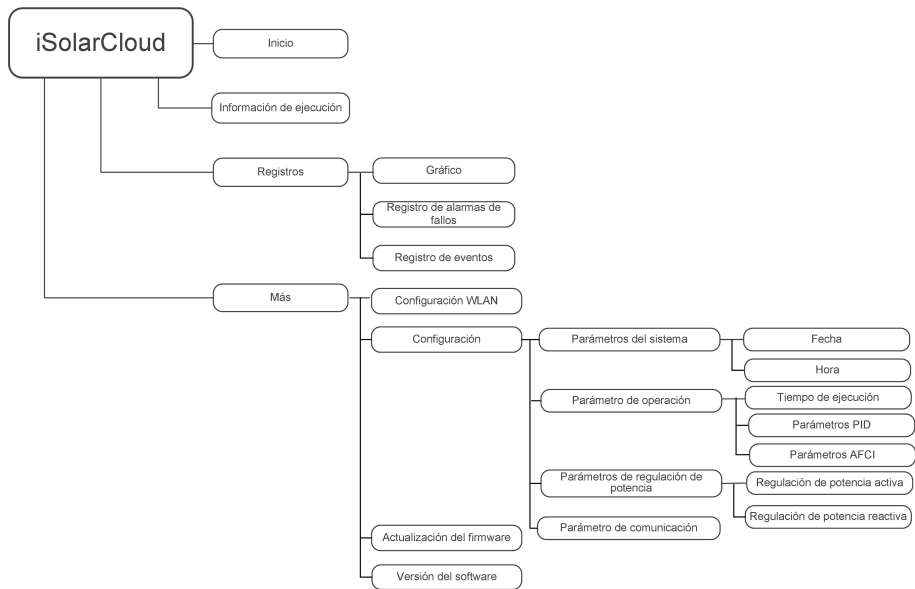 iSolarCloud
Inicio
Información de ejecución
Registros
Gráfico
Registro de alarmas de
fallos
Registro de eventos
Más
Configuración WLAN
Configuración
Parámetros del sistema
Fecha
Hora
Parámetro de operación
Tiempo de ejecución
Parámetros PID
Parámetros AFCI
Parámetros de regulación de
potencia
Regulación de potencia activa
Regulación de potencia reactiva
Parámetro de comunicación
Actualización del firmware
Versión del software